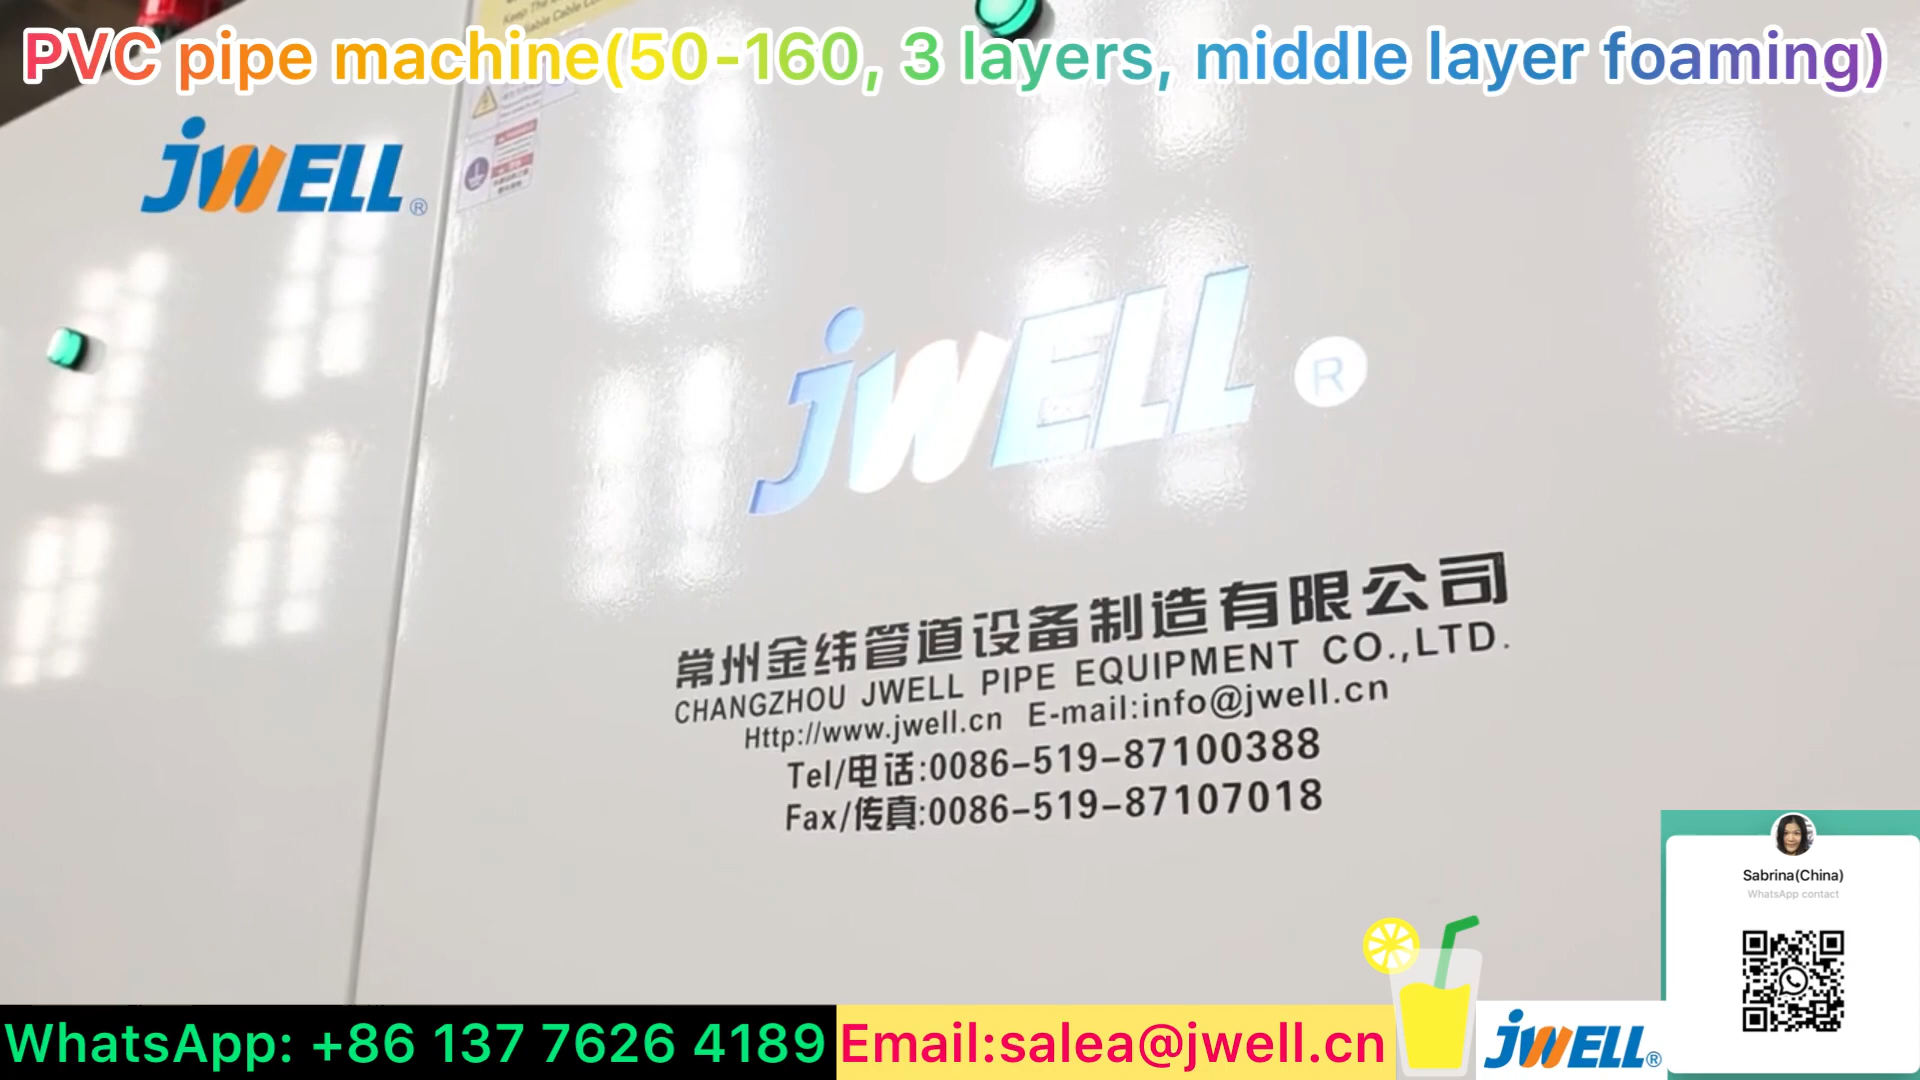 Keep The
PVC pipe machine(50-160, 3 layers, middle layer foaming)
JWELL®
JWELL®
常州金纬管道设备制造有限公司
CHANGZHOU JWELL PIPE EQUIPMENT CO.,LTD.
Http://www.jwell.cn E-mail:info@jwell.cn
Tel/电话:0086-519-87100388
Fax/传真:0086-519-87107018
Sabrina(China)
WhatsApp contact
WhatsApp: +86 137 7626 4189
Email:salea@jwell.cn
JWELL®